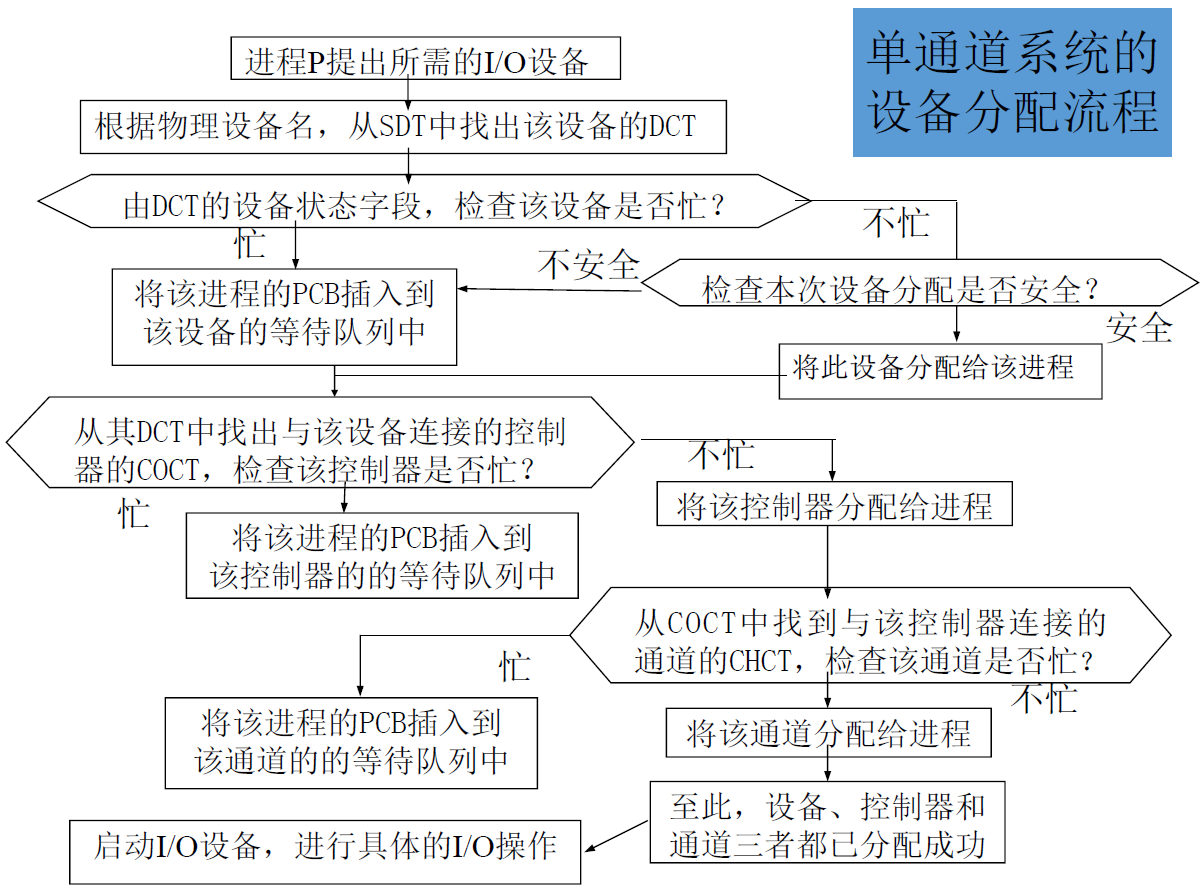 单通道系统的
设备分配流程
进程P提出所需的I/O设备
根据物理设备名，从SDT中找出该设备的DCT
由DCT的设备状态字段，检查该设备是否忙？
忙
不忙
不安全
检查本次设备分配是否安全？
将该进程的PCB插入到
该设备的等待队列中
安全
将此设备分配给该进程
从其DCT中找出与该设备连接的控制
器的COCT，检查该控制器是否忙？
不忙
忙
将该控制器分配给进程
将该进程的PCB插入到
该控制器的的等待队列中
从COCT中找到与该控制器连接的
通道的CHCT，检查该通道是否忙？
忙
不忙
将该进程的PCB插入到
该通道的的等待队列中
将该通道分配给进程
至此，设备、控制器和
通道三者都已分配成功
启动I/O设备，进行具体的I/O操作